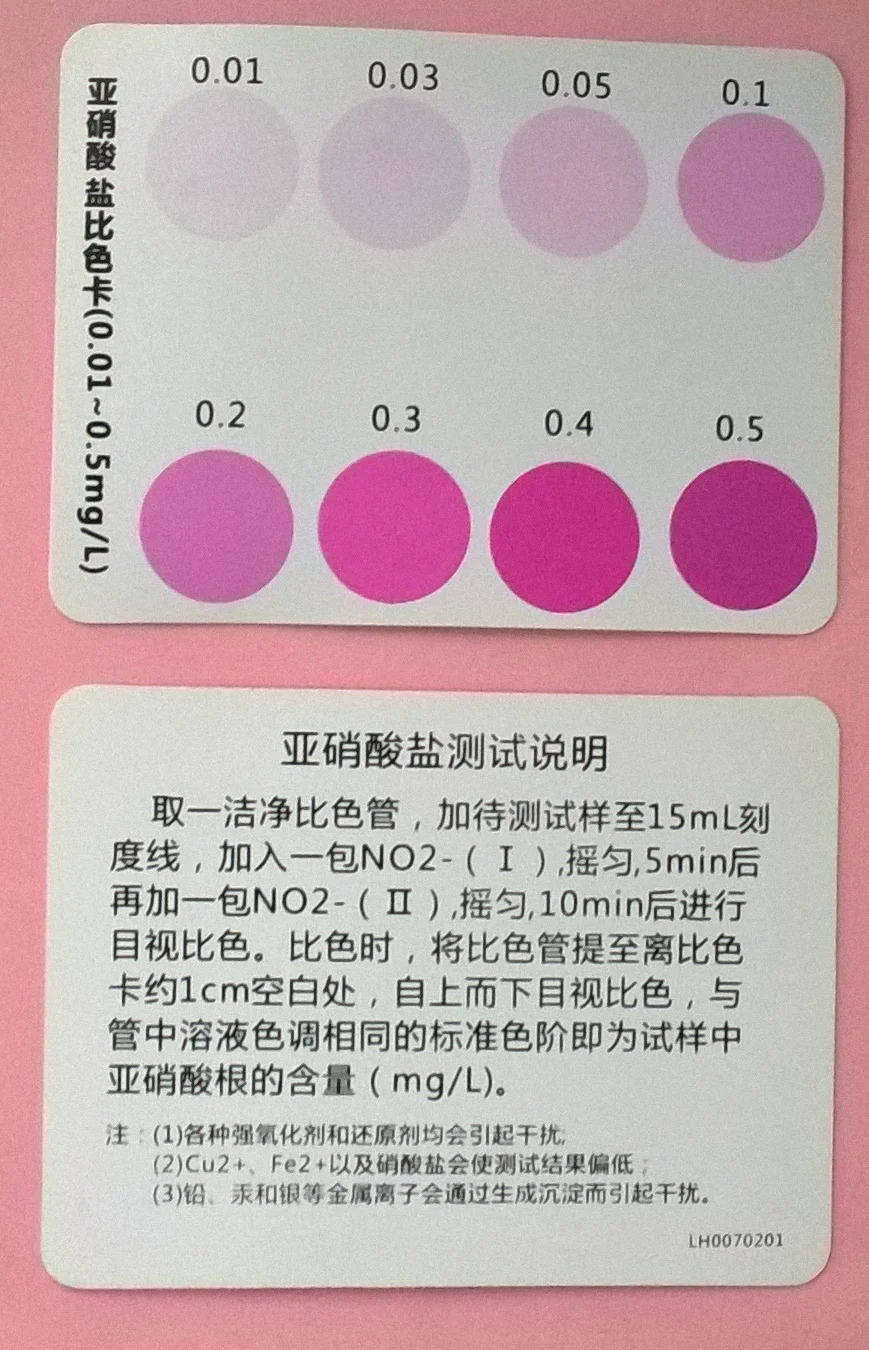 亚硝酸盐比色卡(0.01~0.5mg/L)
0.01 0.03 0.05 0.1
0.2 0.3 0.4 0.5
亚硝酸盐测试说明
取一洁净比色管，加待测试样至15mL刻
度线，加入一包NO2-（Ⅰ）,摇匀,5min后
再加一包NO2-（Ⅱ）,摇匀,10min后进行
目视比色。比色时，将比色管提至离比色
卡约1cm空白处，自上而下目视比色，与
管中溶液色调相同的标准色阶即为试样中
亚硝酸根的含量（mg/L)。
注：(1)各种强氧化剂和还原剂均会引起干扰;
(2)Cu2+、Fe2+以及硝酸盐会使测试结果偏低；
(3)铅、汞和银等金属离子会通过生成沉淀而引起干扰。
LH0070201